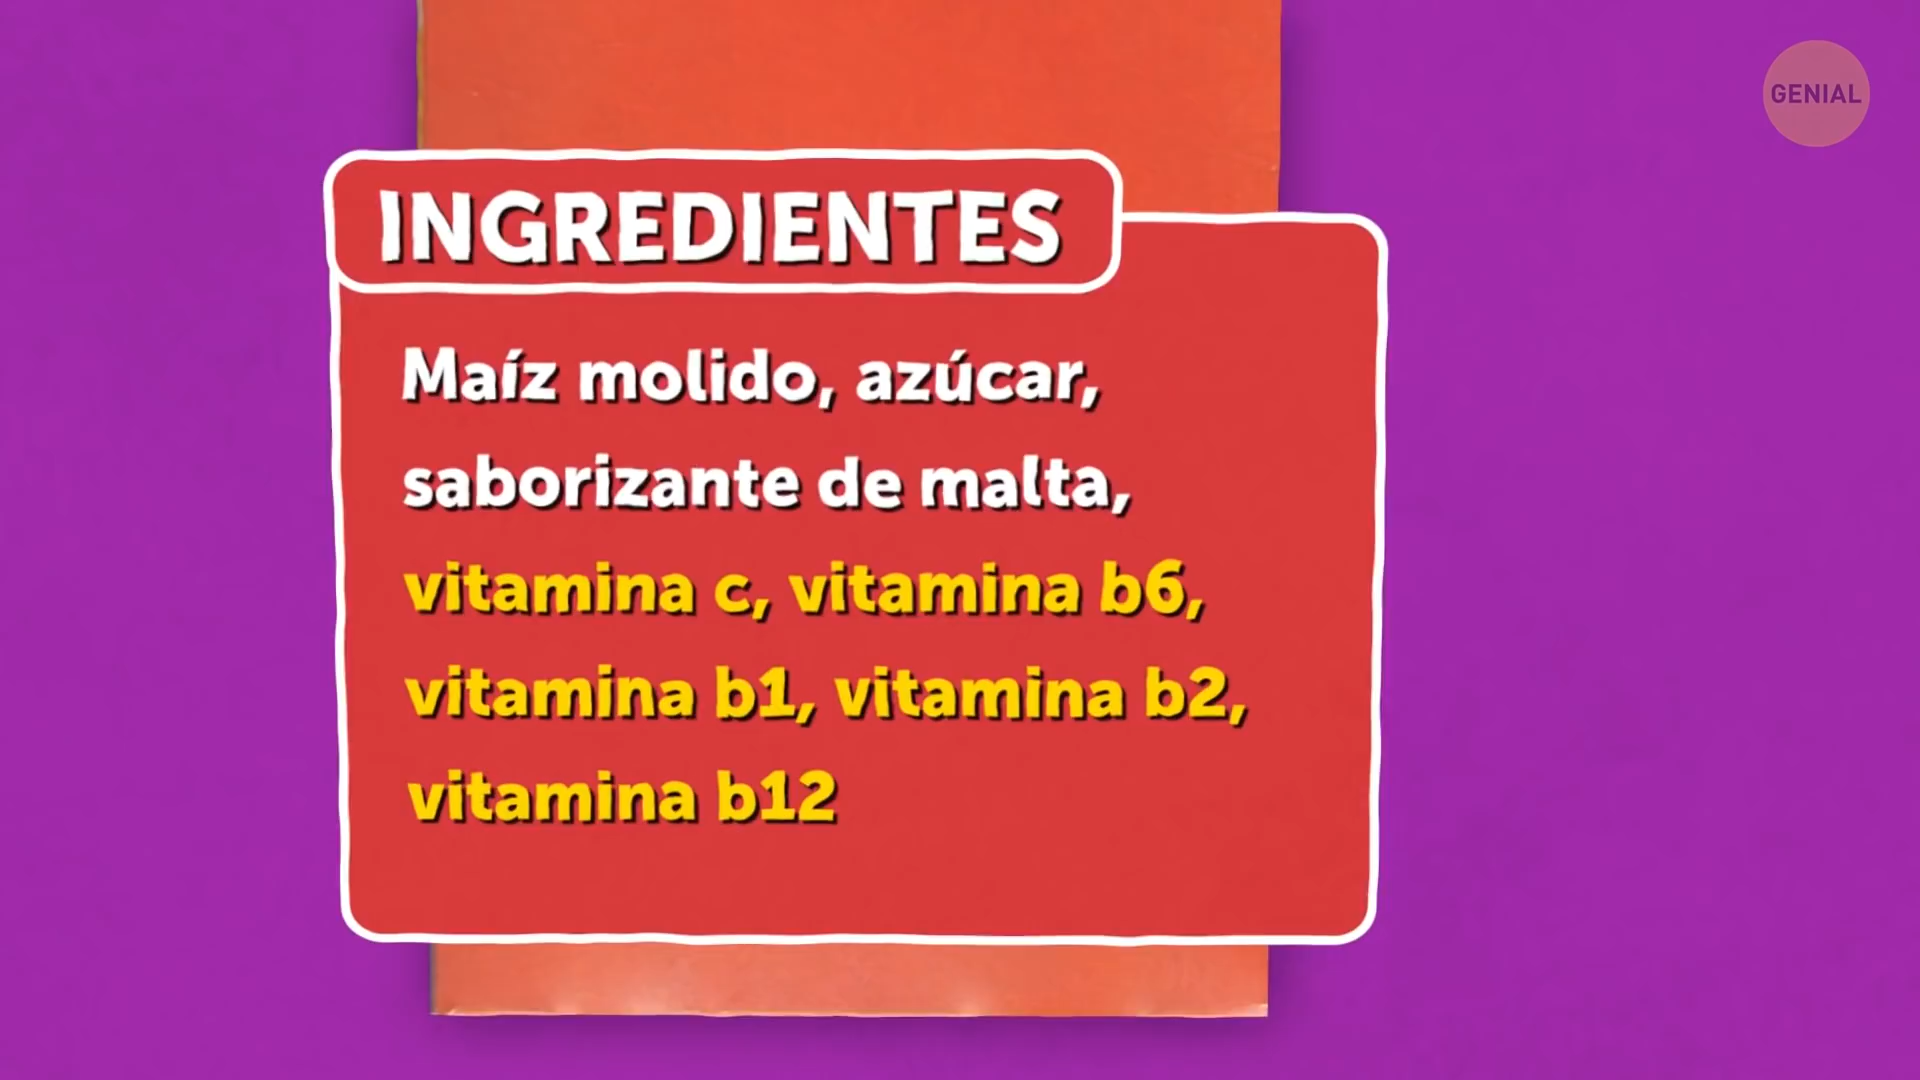 GENIAL
INGREDIENTES
Maíz molido, azúcar,
saborizante de malta,
vitamina c, vitamina b6,
vitamina b1, vitamina b2,
vitamina b12